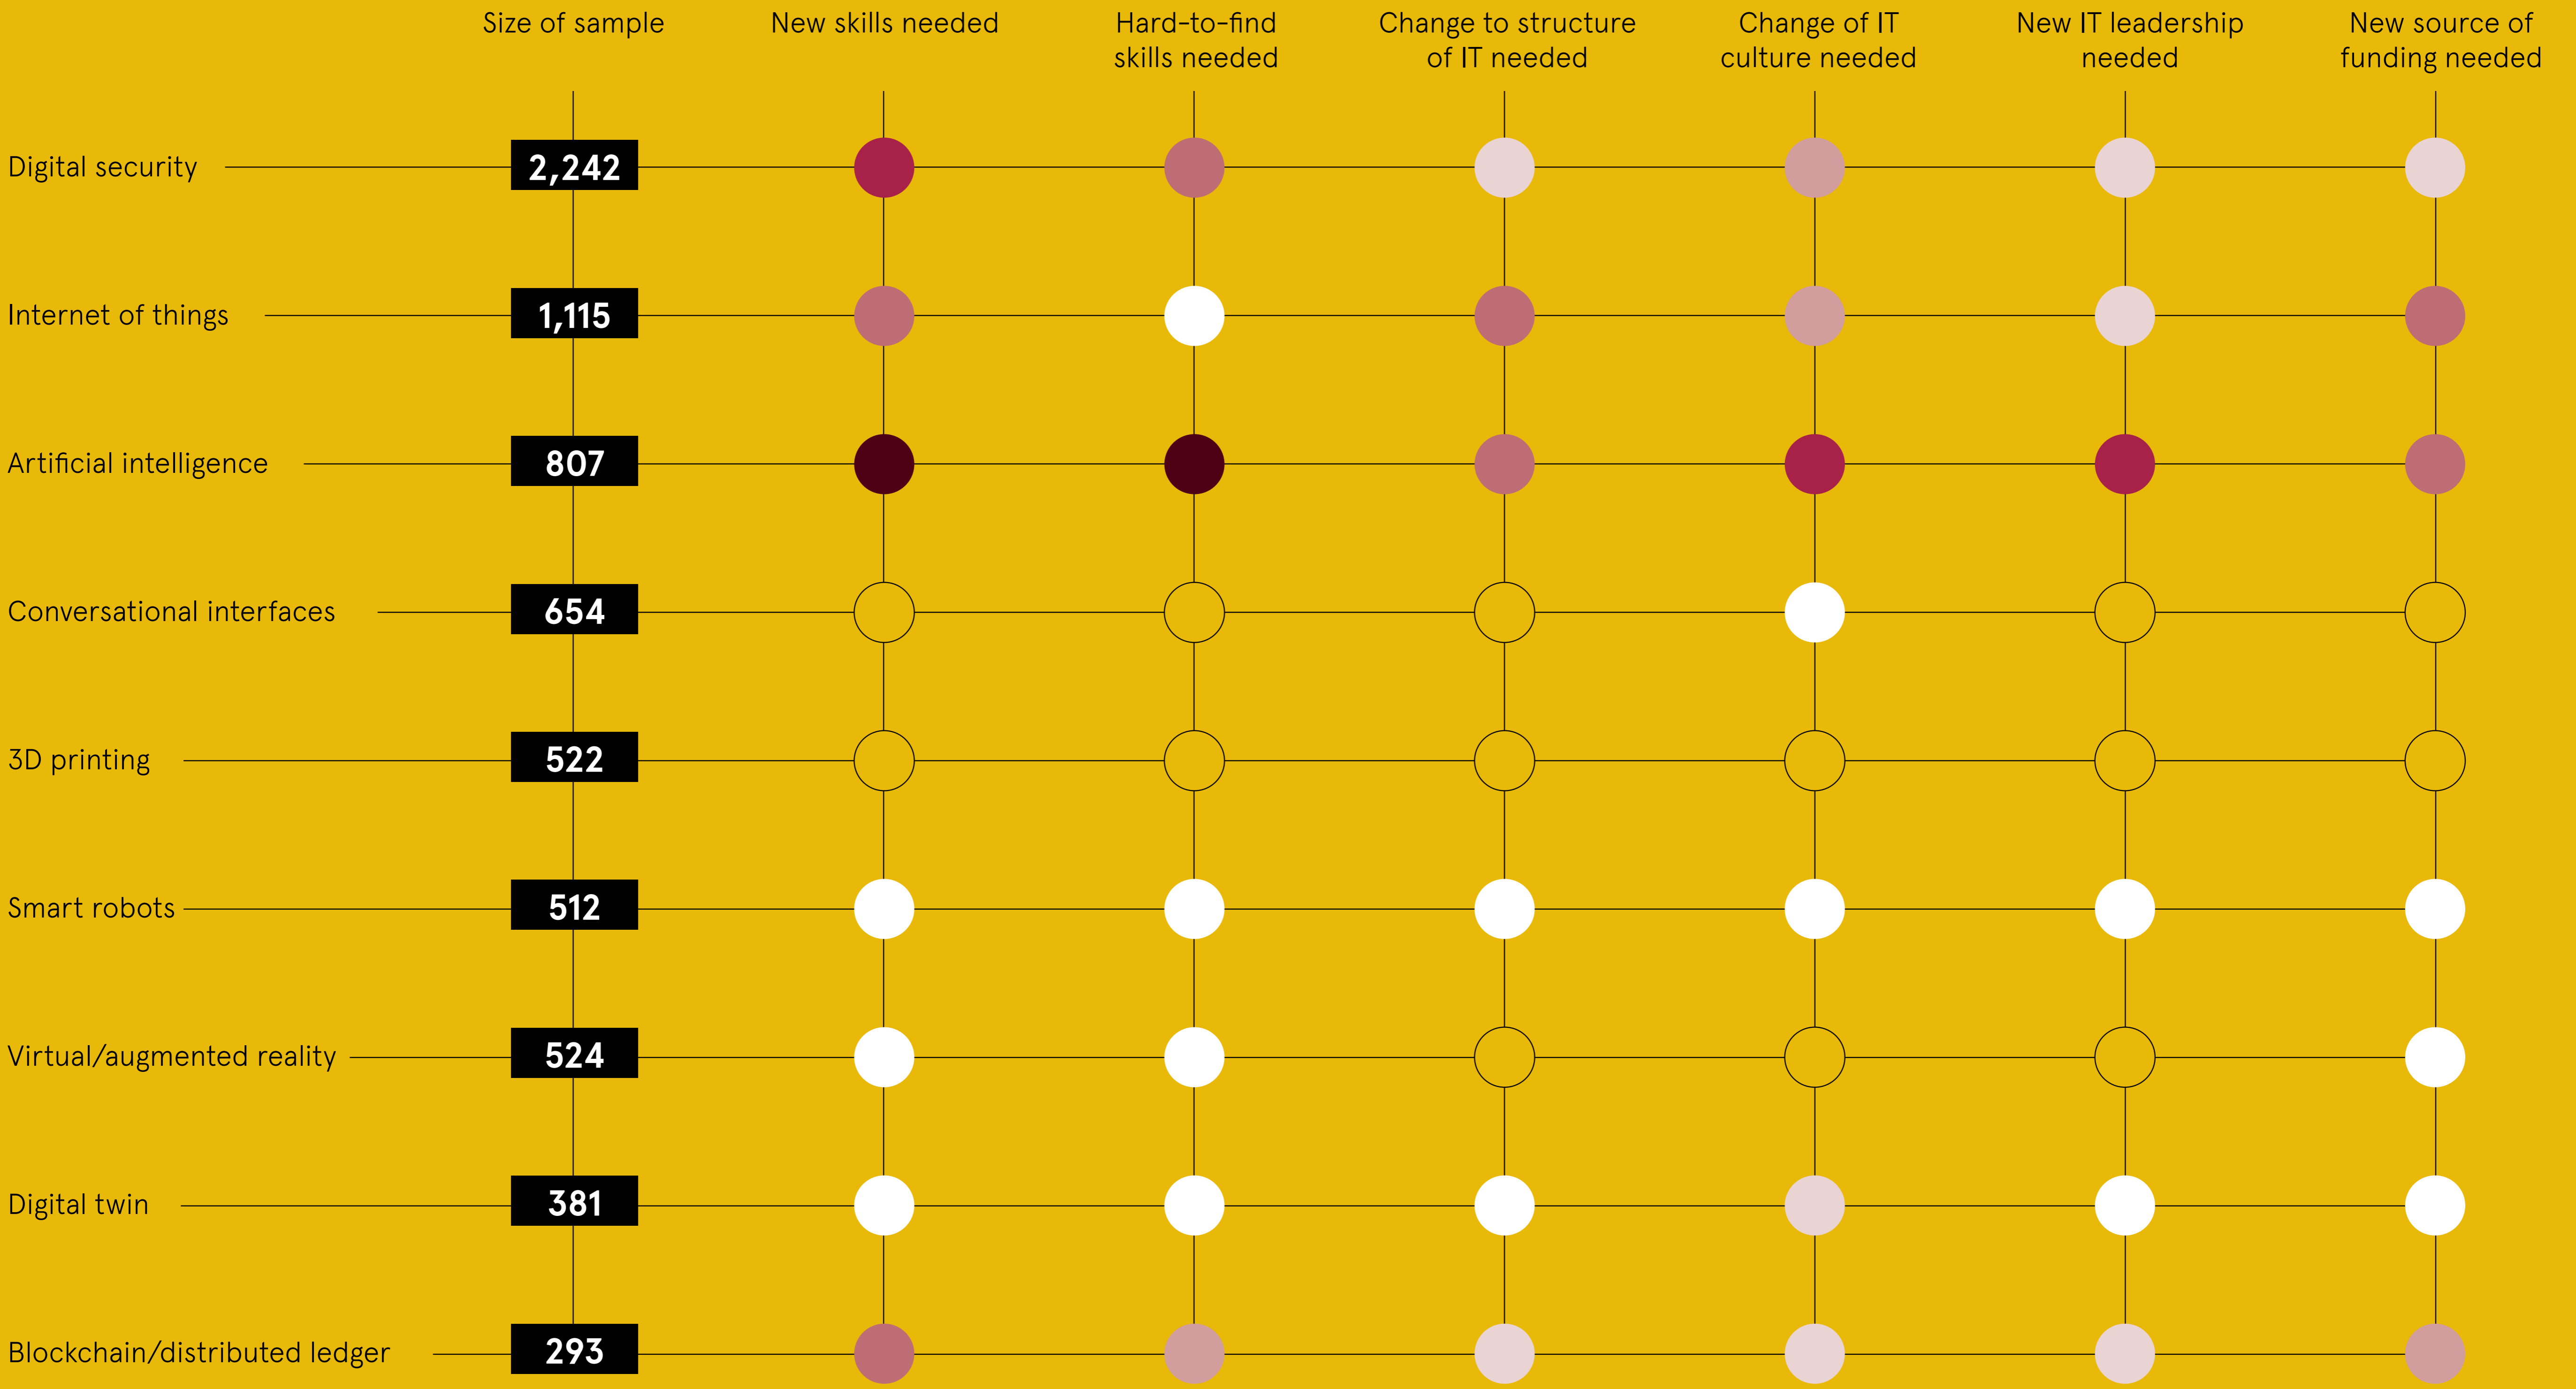 Size of sample
New skills needed
Hard-to-find
skills needed
Change to structure
of IT needed
Change of IT
culture needed
New IT leadership
needed
New source of
funding needed
Digital security
2,242
Internet of things
1,115
Artificial intelligence
807
Conversational interfaces
654
3D printing
522
Smart robots
512
Virtual/augmented reality
524
Digital twin
381
Blockchain/distributed ledger
293